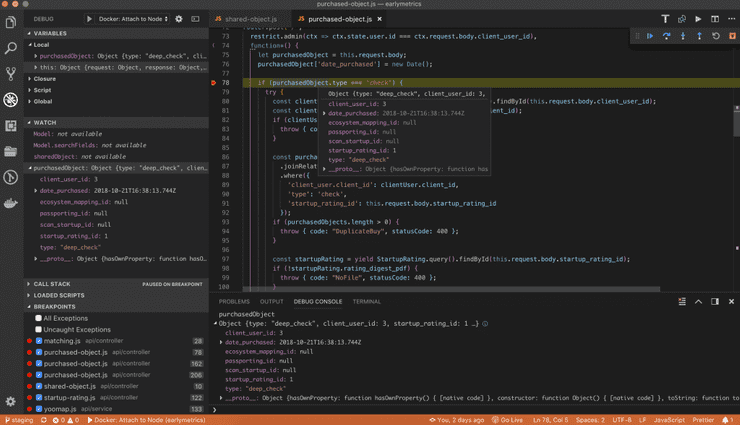 purchased-object.js — earlymetrics
DEBUG
Docker: Attach to Node
shared-object.js
purchased-object.js
VARIABLES
Local
purchasedObject: Object {type: "deep_check", cli…
this: Object {request: Object, response: Object,…
Closure
Script
Global
WATCH
Model: not available
Model.searchFields: not available
sharedObject: not available
purchasedObject: Object {type: "deep_check", clien…
client_user_id: 3
date_purchased: 2018-10-21T16:38:13.744Z
ecosystem_mapping_id: null
passporting_id: null
scan_startup_id: null
startup_rating_id: 1
type: "deep_check"
__proto__: Object {hasOwnProperty: function hasO…
CALL STACK
PAUSED ON BREAKPOINT
LOADED SCRIPTS
BREAKPOINTS
All Exceptions
Uncaught Exceptions
matching.js api/controller 28
purchased-object.js api/controller 78
purchased-object.js api/controller 162
purchased-object.js api/controller 206
shared-object.js api/controller 10
startup-rating.js api/controller 122
yoomap.js api/service 133
73 restrict.admin(ctx => ctx.state.user.id === ctx.request.body.client_user_id),
74 function*() {
75 let purchasedObject = this.request.body;
76 purchasedObject['date_purchased'] = new Date();
77
78 if (purchasedObject.type === 'check') {
79 try {
80 const client
.findById(this.request.body.client_user_id);
81 const clien
ent_id);
82 if (clientUs
83 throw { co
84 }
85
86 const purcha
87 .joinRelat
88 .where({
89 'client_user.client_id': clientUser.client_id,
90 'type': 'check',
91 'startup_rating_id': this.request.body.startup_rating_id
92 });
93 if (purchasedObjects.length > 0) {
94 throw { code: "DuplicateBuy", statusCode: 400 };
95 }
96
97 const startupRating = yield StartupRating.query().findById(this.request.body.startup_rating_id);
98 if (!startupRating.rating_digest_pdf) {
99 throw { code: "NoFile", statusCode: 400 };
100 }
Object {type: "deep_check", client_user_id: 3,
client_user_id: 3
date_purchased: 2018-10-21T16:38:13.744Z
ecosystem_mapping_id: null
passporting_id: null
scan_startup_id: null
startup_rating_id: 1
type: "deep_check"
__proto__: Object {hasOwnProperty: function has
PROBLEMS
OUTPUT
DEBUG CONSOLE
TERMINAL
purchasedObject
Object {type: "deep_check", client_user_id: 3, startup_rating_id: 1 …}
client_user_id: 3
date_purchased: 2018-10-21T16:38:13.744Z
ecosystem_mapping_id: null
passporting_id: null
scan_startup_id: null
startup_rating_id: 1
type: "deep_check"
__proto__: Object {hasOwnProperty: function hasOwnProperty() { [native code] }, constructor: function Object() { [native code] }, toString: function to
staging
0
0
Docker: Attach to Node (earlymetrics)
You, 2 days ago
Go Live
Ln 78, Col 5
Spaces: 2
UTF-8
LF
JavaScript
Prettier
1